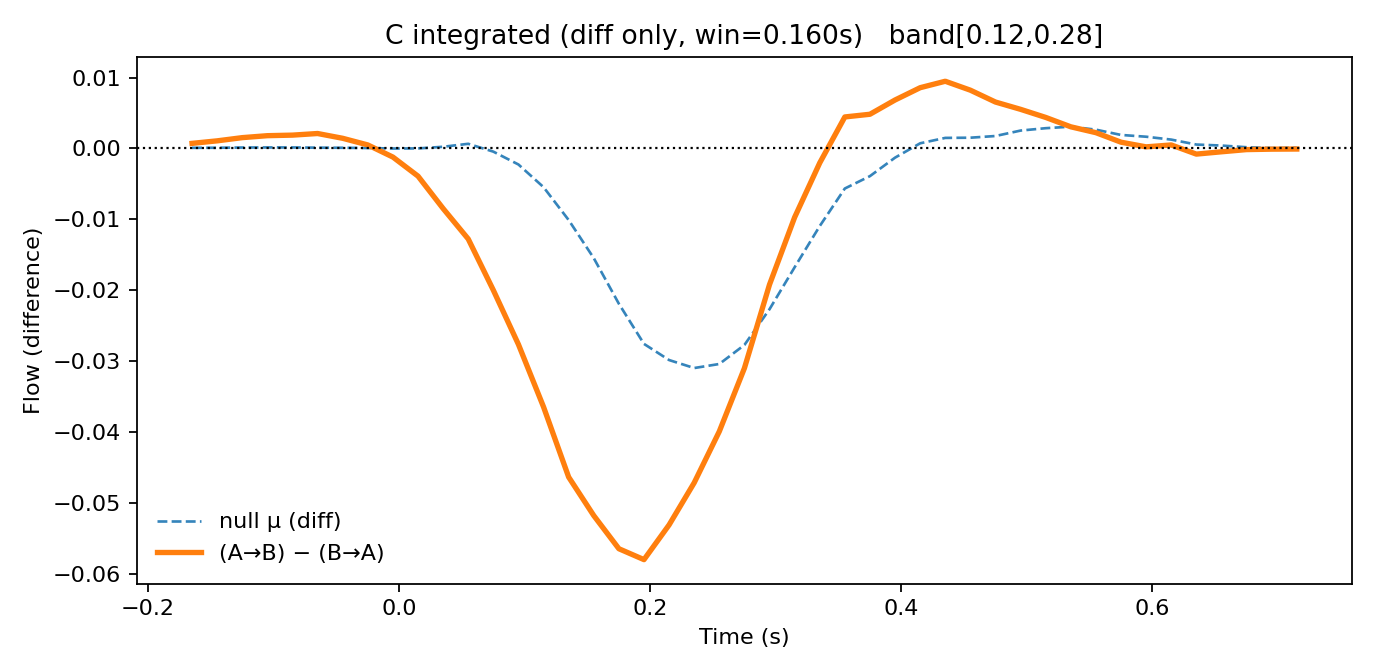 C integrated (diff only, win=0.160s)   band[0.12,0.28]
0.01
0.00
−0.01
−0.02
−0.03
−0.04
−0.05
−0.06
Flow (difference)
null μ (diff)
(A→B) − (B→A)
−0.2
0.0
0.2
0.4
0.6
Time (s)